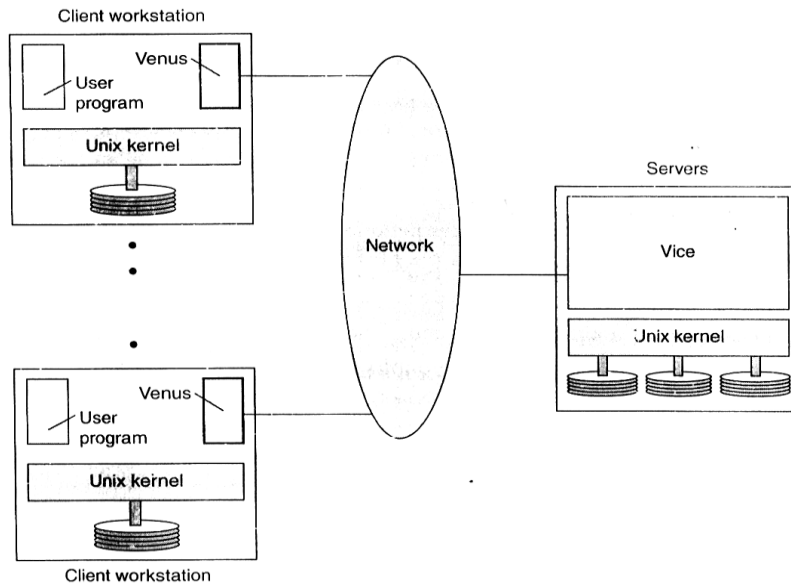 Client workstation
Venus
User
program
Unix kernel
Servers
Network
Vice
Unix kernel
Venus
User
program
Unix kernel
Client workstation